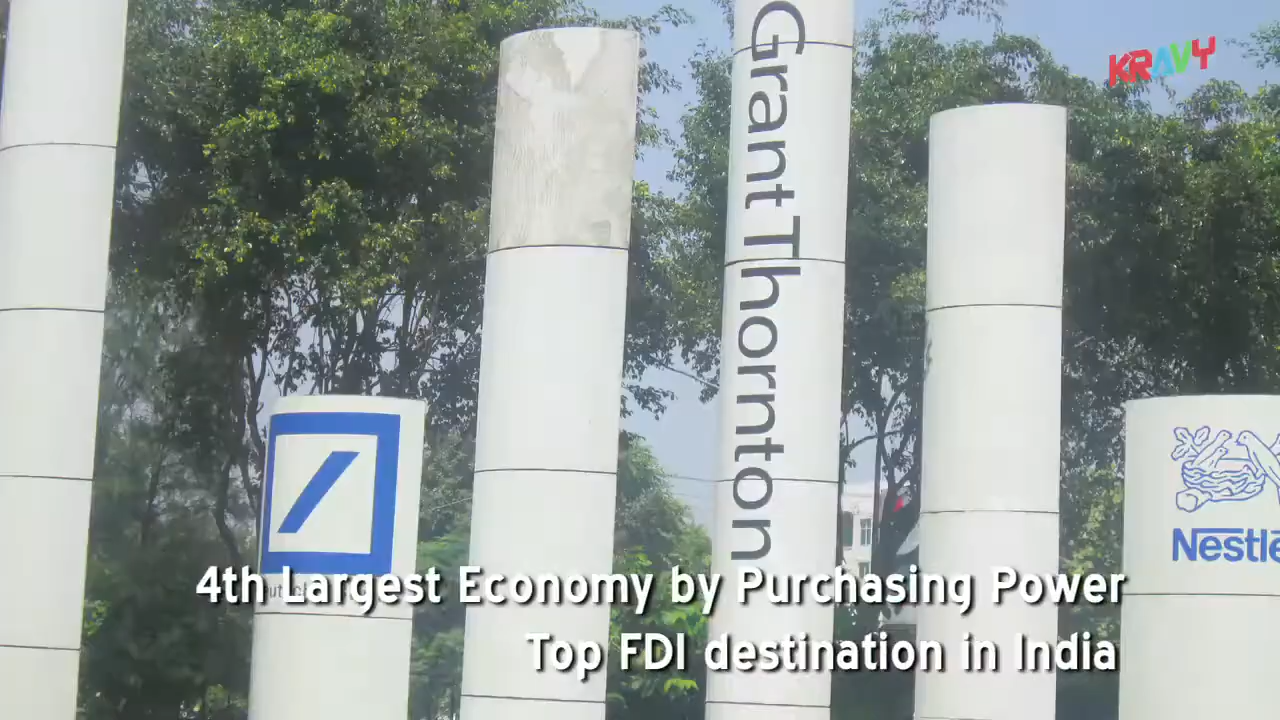 KRAVY
Grant Thornton
Nestlé
4th Largest Economy by Purchasing Power
Top FDI destination in India